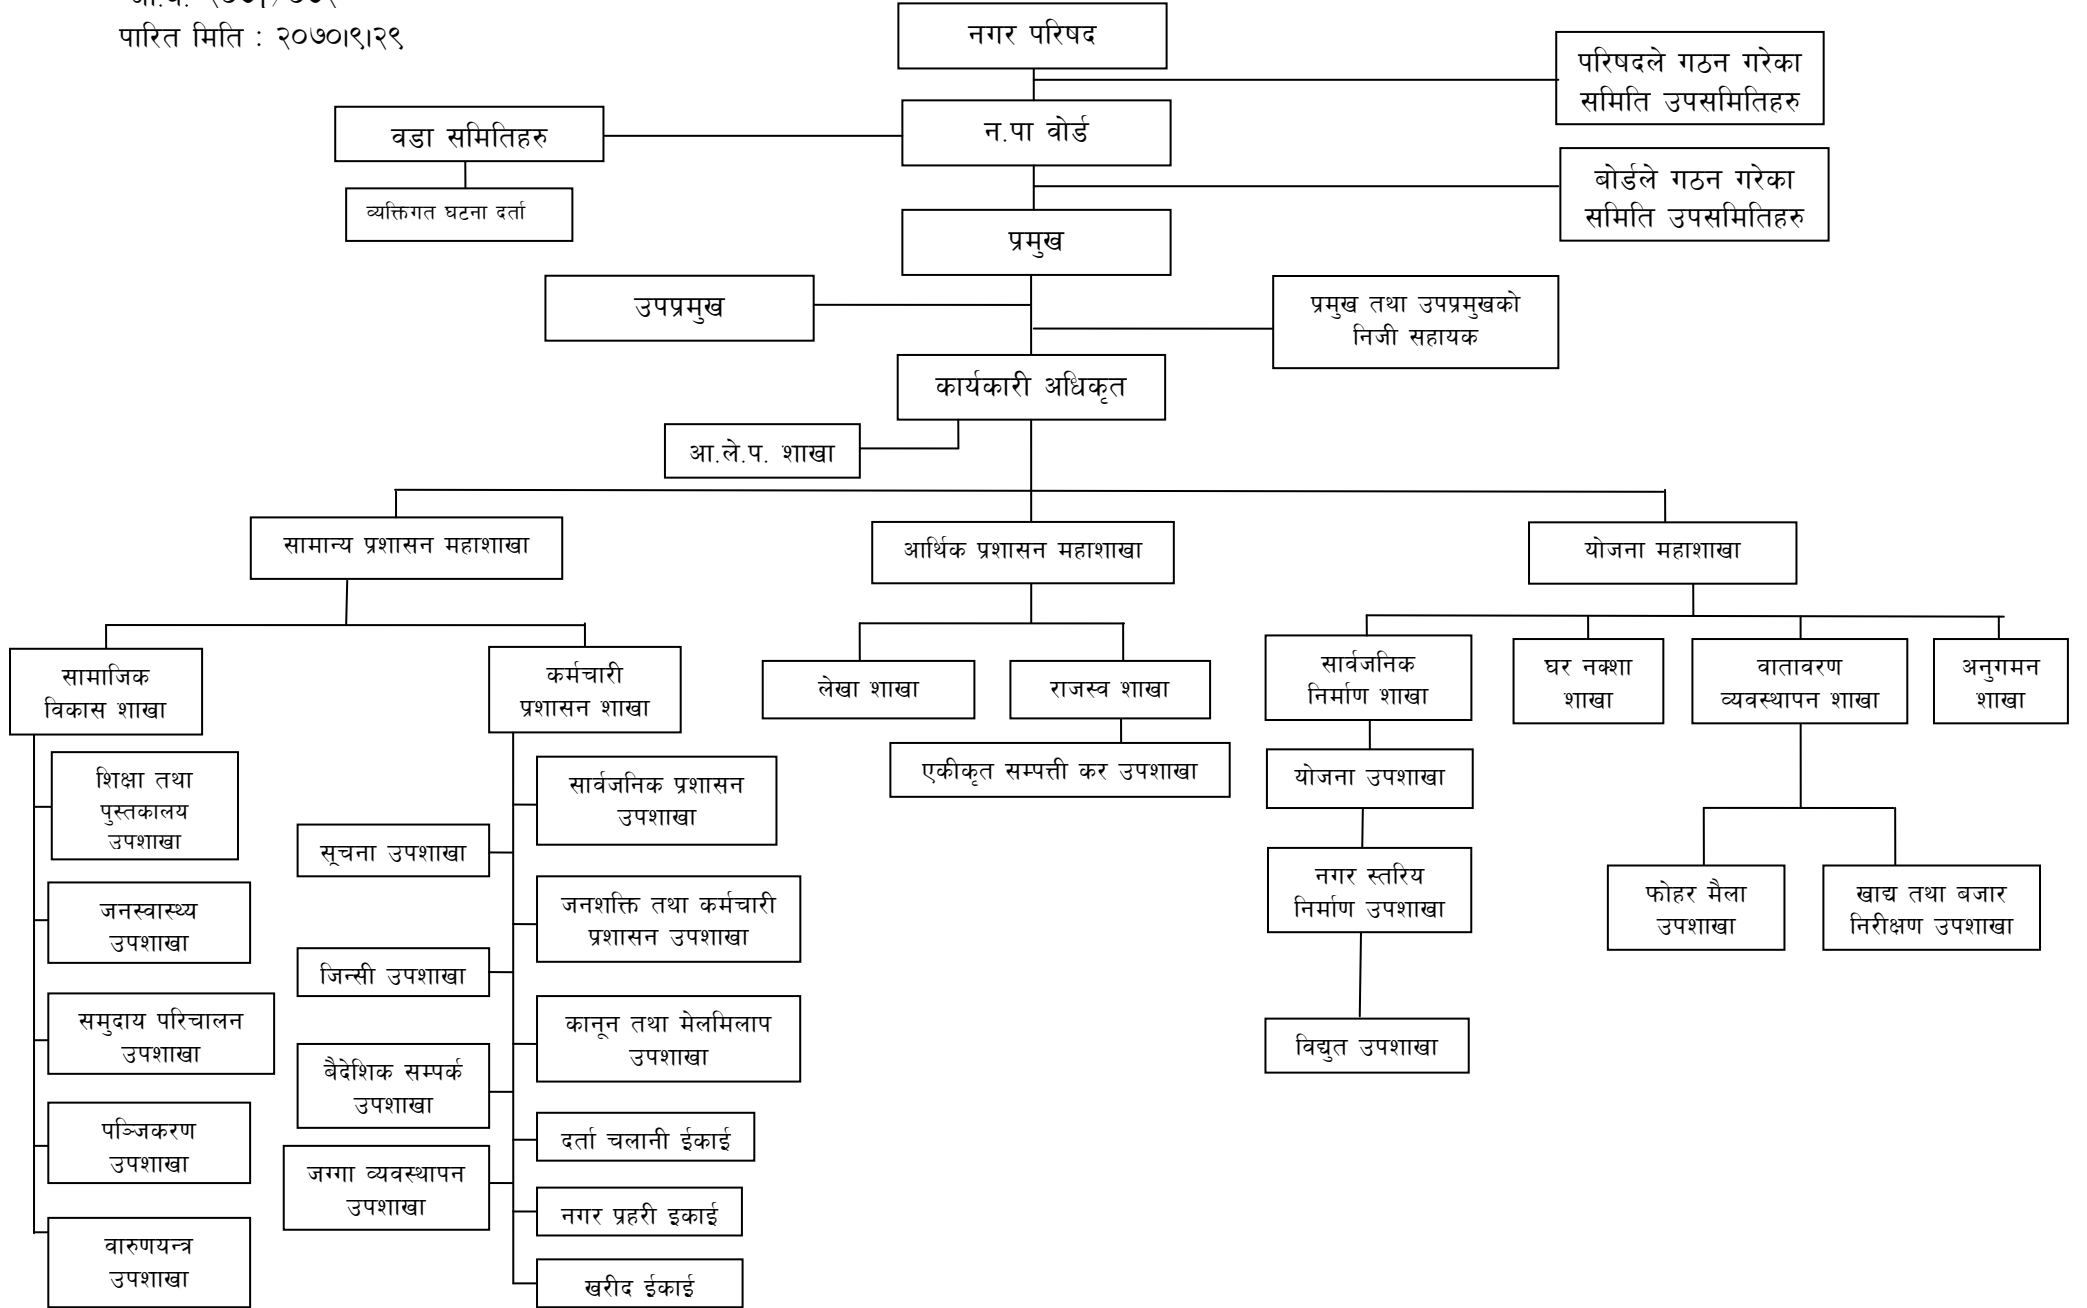 पारित मिति : २०७०।९।२९
नगर परिषद
परिषदले गठन गरेका
समिति उपसमितिहरु
वडा समितिहरु
न.पा वोर्ड
व्यक्तिगत घटना दर्ता
बोर्डले गठन गरेका
समिति उपसमितिहरु
प्रमुख
उपप्रमुख
प्रमुख तथा उपप्रमुखको
निजी सहायक
कार्यकारी अधिकृत
आ.ले.प. शाखा
सामान्य प्रशासन महाशाखा
आर्थिक प्रशासन महाशाखा
योजना महाशाखा
सामाजिक
विकास शाखा
कर्मचारी
प्रशासन शाखा
लेखा शाखा
राजस्व शाखा
सार्वजनिक
निर्माण शाखा
घर नक्शा
शाखा
वातावरण
व्यवस्थापन शाखा
अनुगमन
शाखा
शिक्षा तथा
पुस्तकालय
उपशाखा
जनस्वास्थ्य
उपशाखा
समुदाय परिचालन
उपशाखा
पञ्जिकरण
उपशाखा
वारुणयन्त्र
उपशाखा
सूचना उपशाखा
जिन्सी उपशाखा
बैदेशिक सम्पर्क
उपशाखा
जग्गा व्यवस्थापन
उपशाखा
सार्वजनिक प्रशासन
उपशाखा
जनशक्ति तथा कर्मचारी
प्रशासन उपशाखा
कानून तथा मेलमिलाप
उपशाखा
दर्ता चलानी ईकाई
नगर प्रहरी इकाई
खरीद ईकाई
एकीकृत सम्पत्ती कर उपशाखा
योजना उपशाखा
नगर स्तरिय
निर्माण उपशाखा
विद्युत उपशाखा
फोहर मैला
उपशाखा
खाद्य तथा बजार
निरीक्षण उपशाखा